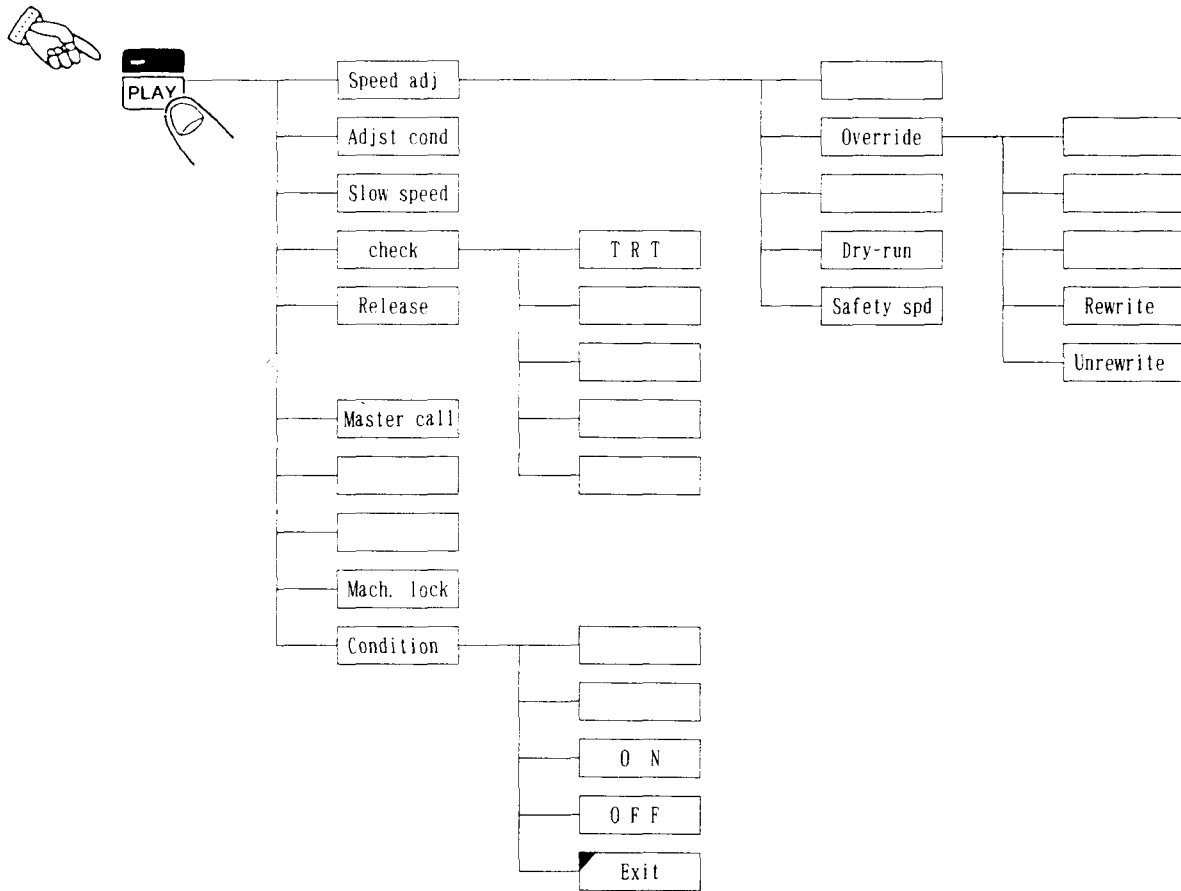 PLAY
Speed adj
Adjst cond
Override
Slow speed
check
T R T
Dry-run
Release
Safety spd
Rewrite
Unrewrite
Master call
Mach. lock
Condition
O N
O F F
Exit